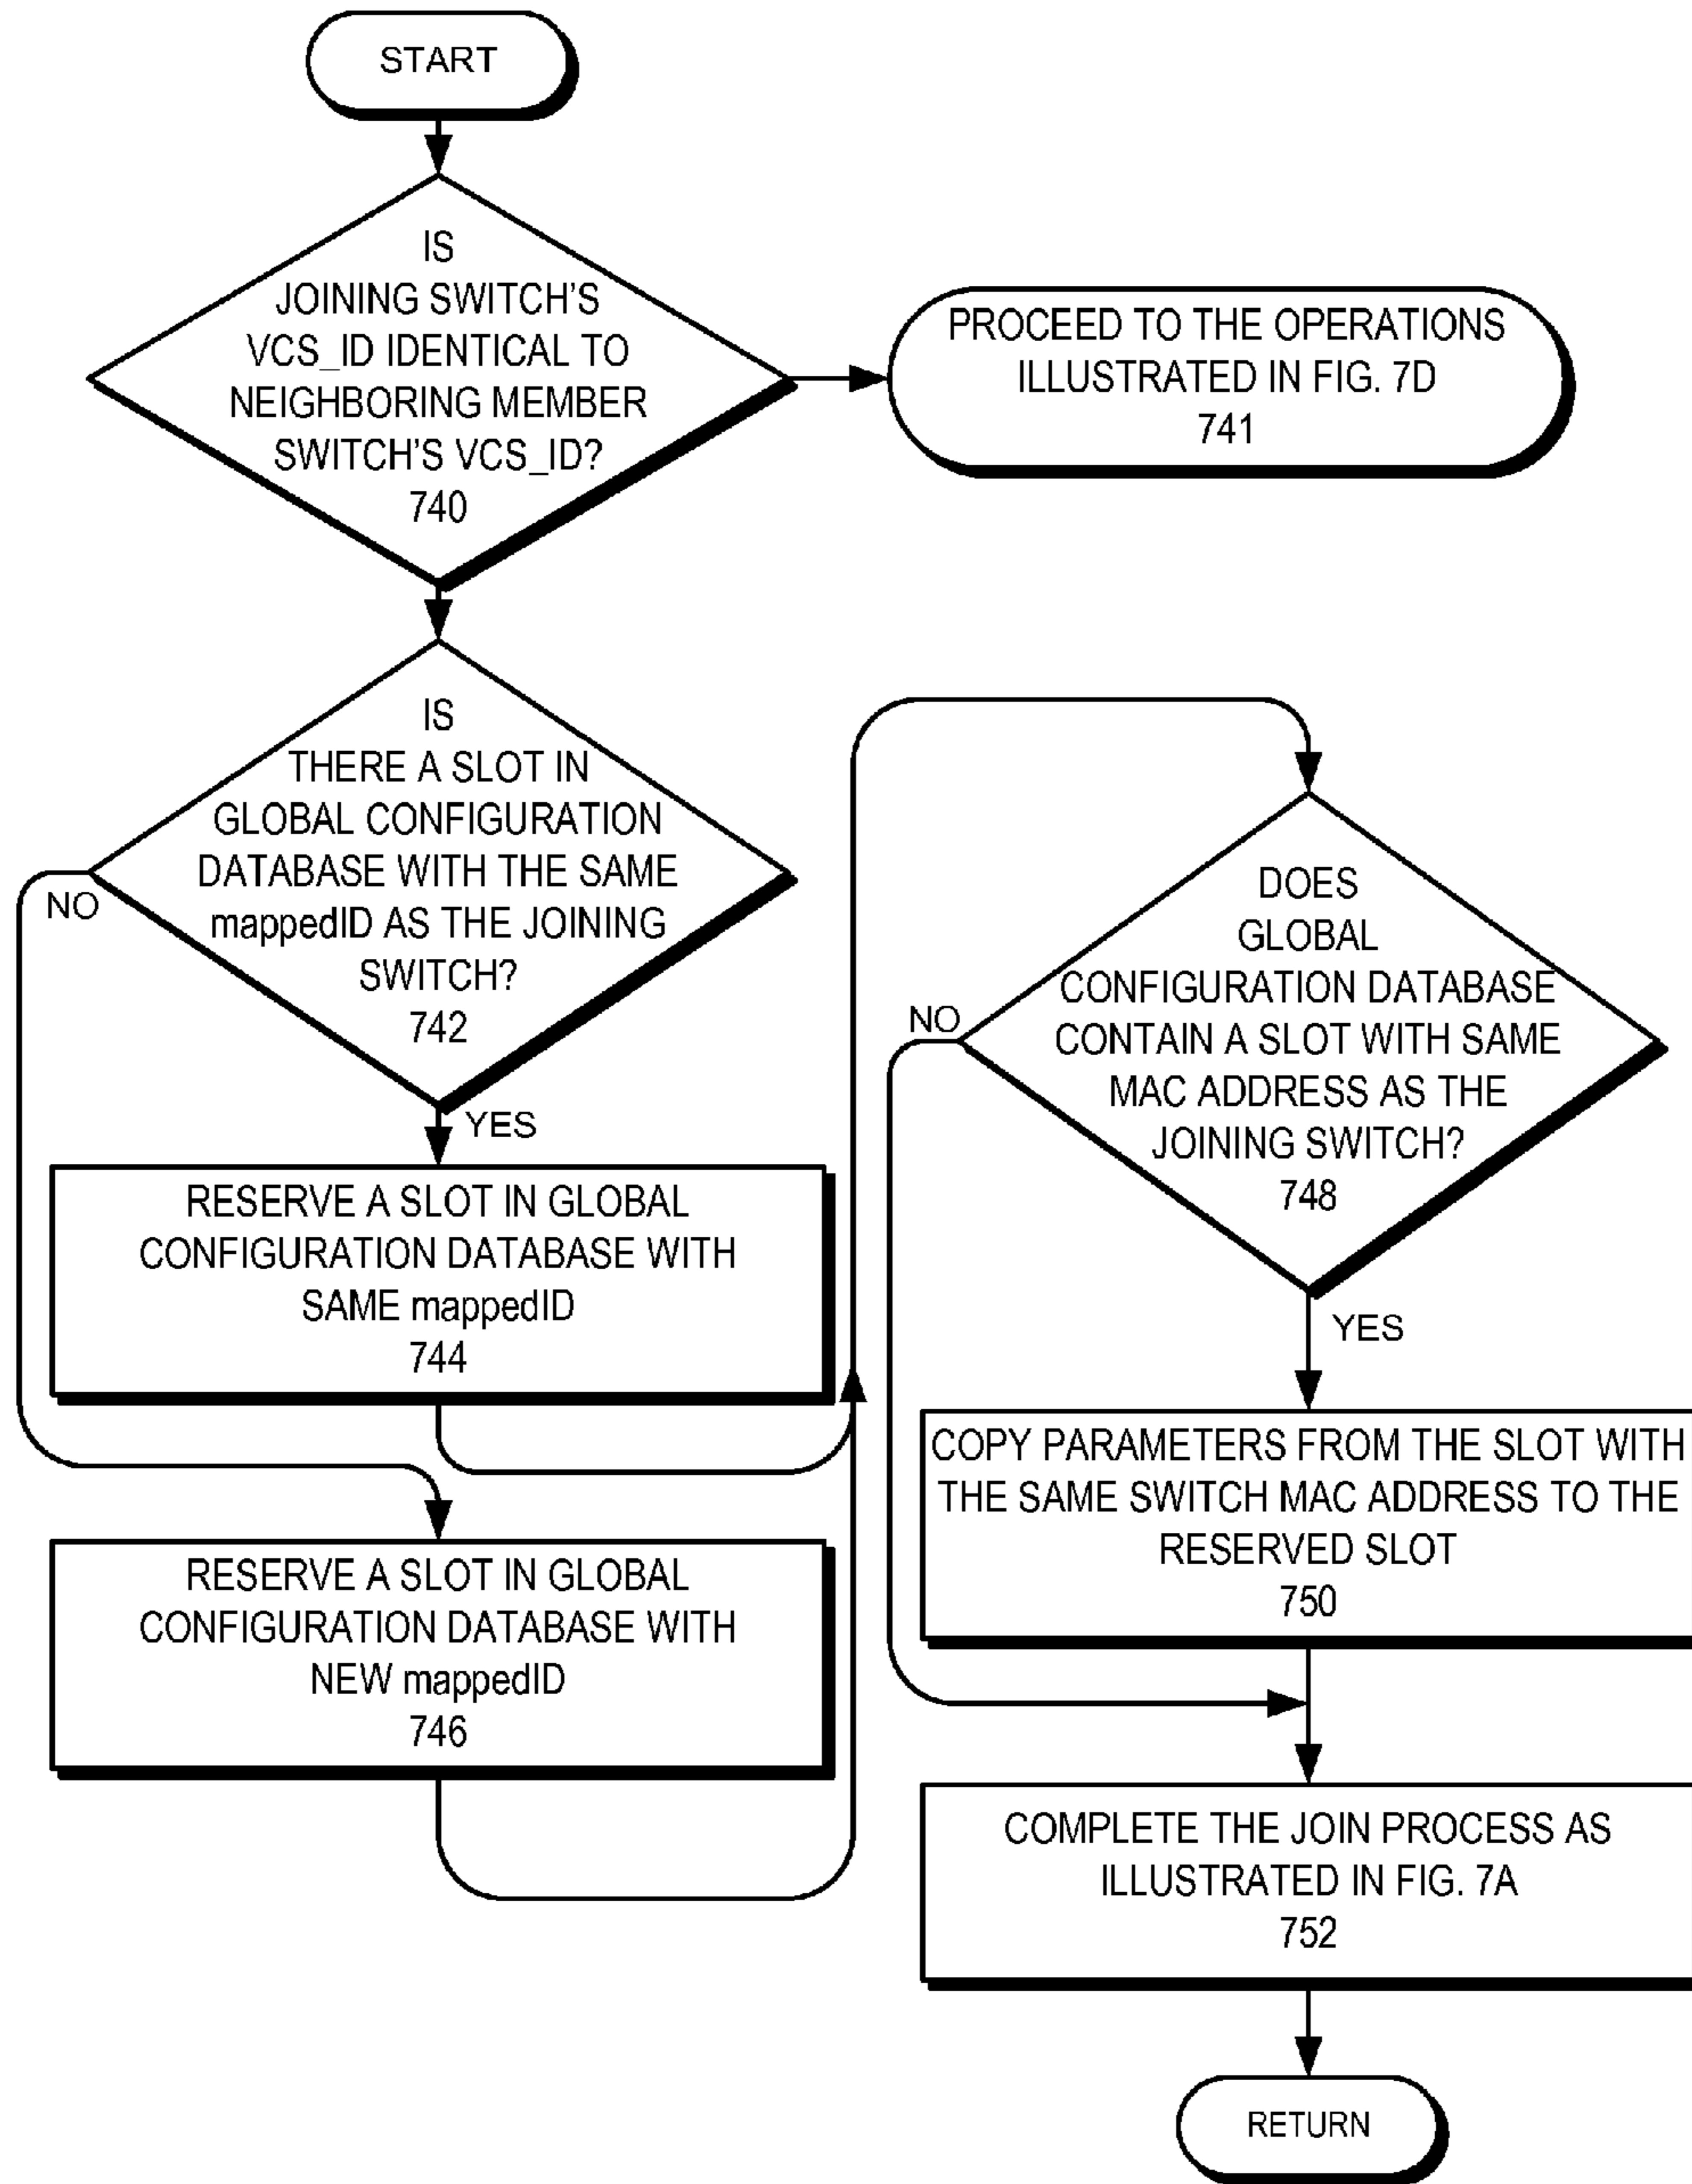 START
IS
JOINING SWITCH'S
VCS_ID IDENTICAL TO
NEIGHBORING MEMBER
SWITCH'S VCS_ID?
740
PROCEED TO THE OPERATIONS
ILLUSTRATED IN FIG. 7D
741
IS
THERE A SLOT IN
GLOBAL CONFIGURATION
DATABASE WITH THE SAME
mappedID AS THE JOINING
SWITCH?
742
NO
YES
RESERVE A SLOT IN GLOBAL
CONFIGURATION DATABASE WITH
SAME mappedID
744
RESERVE A SLOT IN GLOBAL
CONFIGURATION DATABASE WITH
NEW mappedID
746
DOES
GLOBAL
CONFIGURATION DATABASE
CONTAIN A SLOT WITH SAME
MAC ADDRESS AS THE
JOINING SWITCH?
748
NO
YES
COPY PARAMETERS FROM THE SLOT WITH
THE SAME SWITCH MAC ADDRESS TO THE
RESERVED SLOT
750
COMPLETE THE JOIN PROCESS AS
ILLUSTRATED IN FIG. 7A
752
RETURN